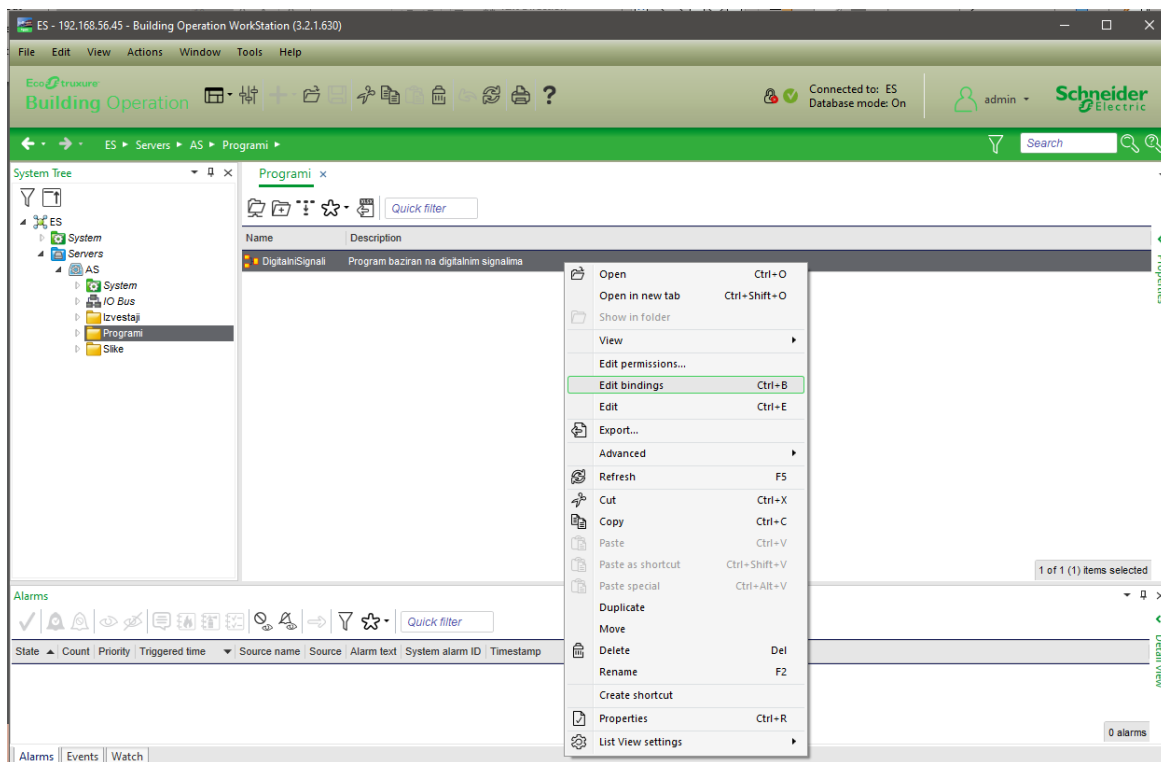 ES - 192.168.56.45 - Building Operation WorkStation (3.2.1.630)
File Edit View Actions Window Tools Help
EcoStruxure
Building Operation
Connected to: ES
Database mode: On
admin
Schneider
Electric
ES Servers AS Programi
Search
System Tree
Programi
Quick filter
ES
System
Servers
AS
System
IO Bus
Izvestaji
Programi
Slike
Name Description
DigitalniSignali Program baziran na digitalnim signalima
Open Ctrl+O
Open in new tab Ctrl+Shift+O
Show in folder
View
Edit permissions...
Edit bindings Ctrl+B
Edit Ctrl+E
Export...
Advanced
Refresh F5
Cut Ctrl+X
Copy Ctrl+C
Paste Ctrl+V
Paste as shortcut Ctrl+Shift+V
Paste special Ctrl+Alt+V
Duplicate
Move
Delete Del
Rename F2
Create shortcut
Properties Ctrl+R
List View settings
Properties
1 of 1 (1) items selected
Alarms
Quick filter
State Count Priority Triggered time Source name Source Alarm text System alarm ID Timestamp
Detail View
0 alarms
Alarms Events Watch